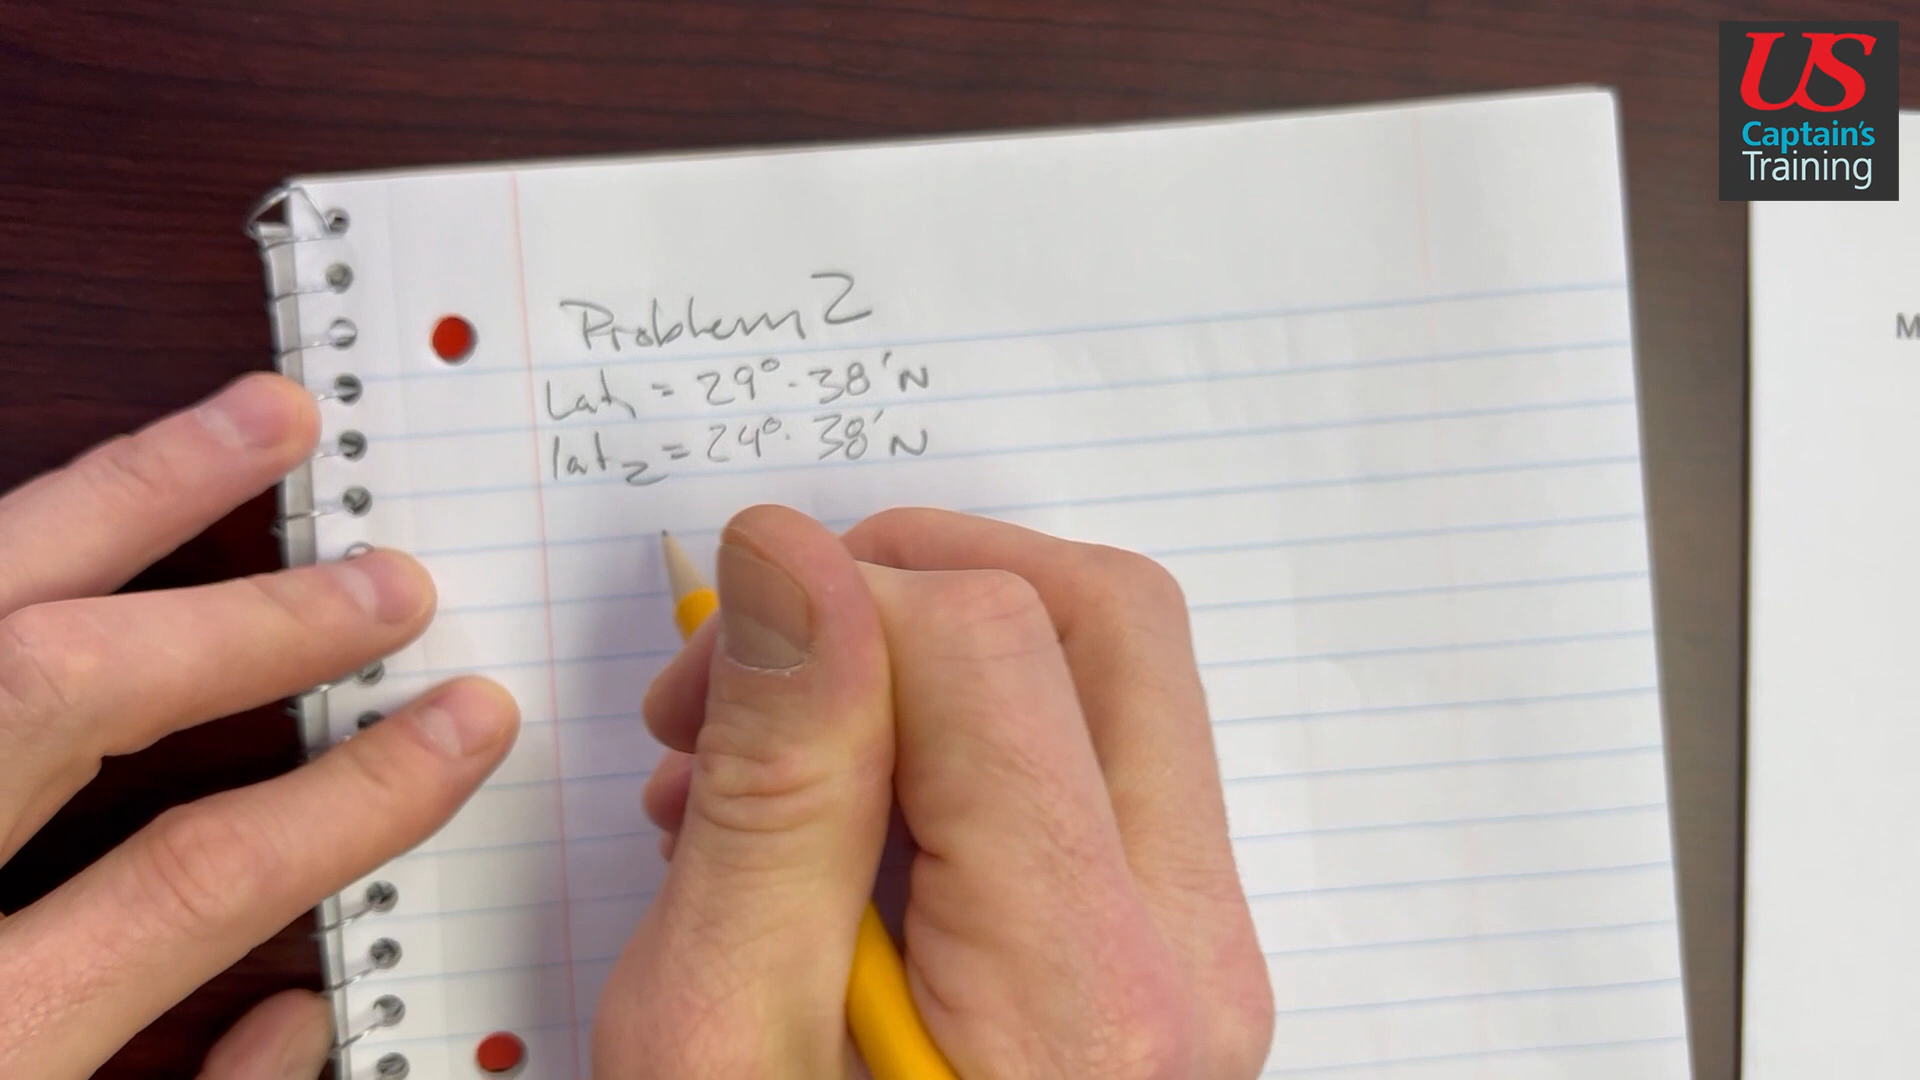 US
Captain's
Training
Problem 2
Lat₁ = 29°·38'N
lat₂ = 24°·38'N
M